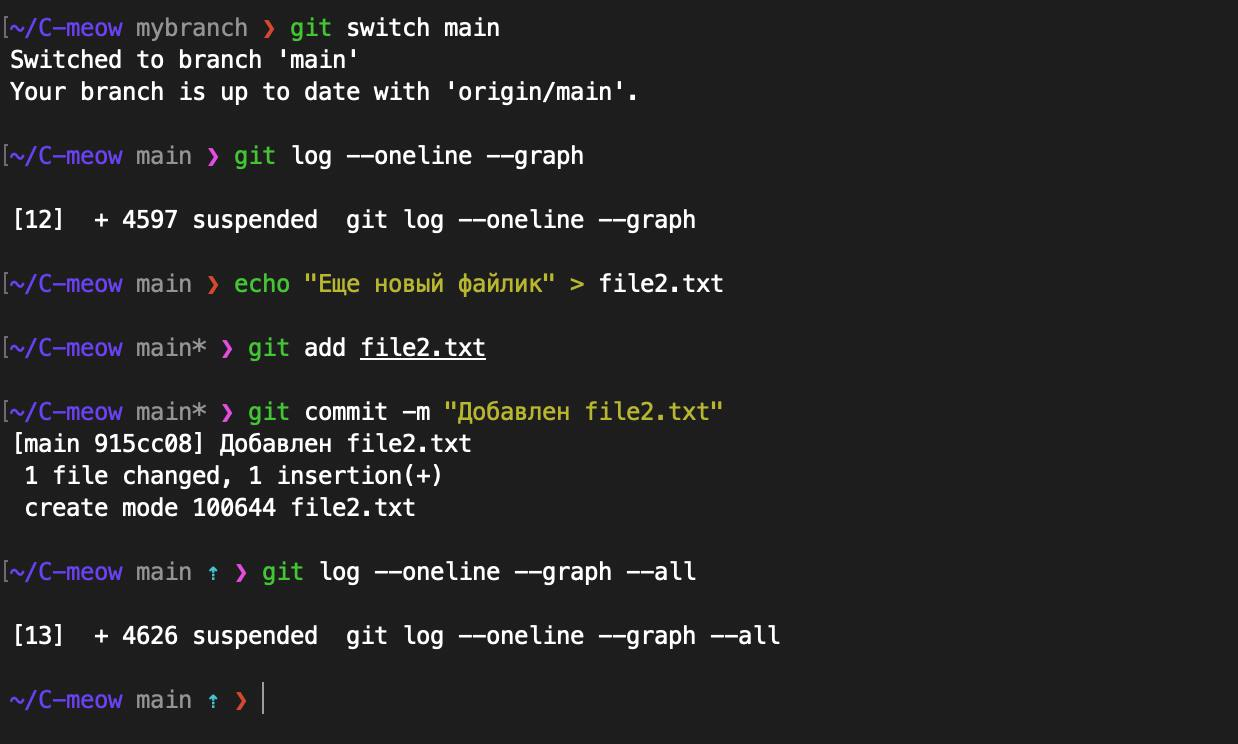 [~/C-meow mybranch ❯ git switch main
Switched to branch 'main'
Your branch is up to date with 'origin/main'.
[~/C-meow main ❯ git log --oneline --graph
[12]  + 4597 suspended  git log --oneline --graph
[~/C-meow main ❯ echo "Еще новый файлик" > file2.txt
[~/C-meow main* ❯ git add file2.txt
[~/C-meow main* ❯ git commit -m "Добавлен file2.txt"
[main 915cc08] Добавлен file2.txt
 1 file changed, 1 insertion(+)
 create mode 100644 file2.txt
[~/C-meow main ⇡ ❯ git log --oneline --graph --all
[13]  + 4626 suspended  git log --oneline --graph --all
~/C-meow main ⇡ ❯